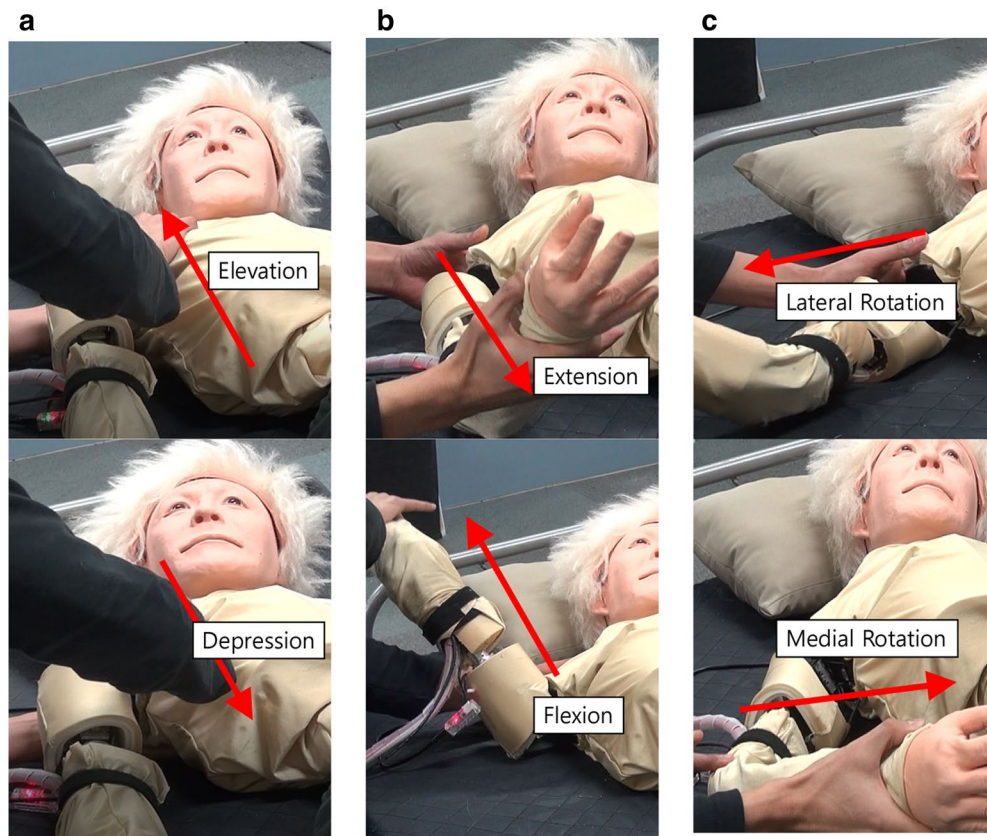 a
b
c
Elevation
Extension
Lateral Rotation
Depression
Flexion
Medial Rotation